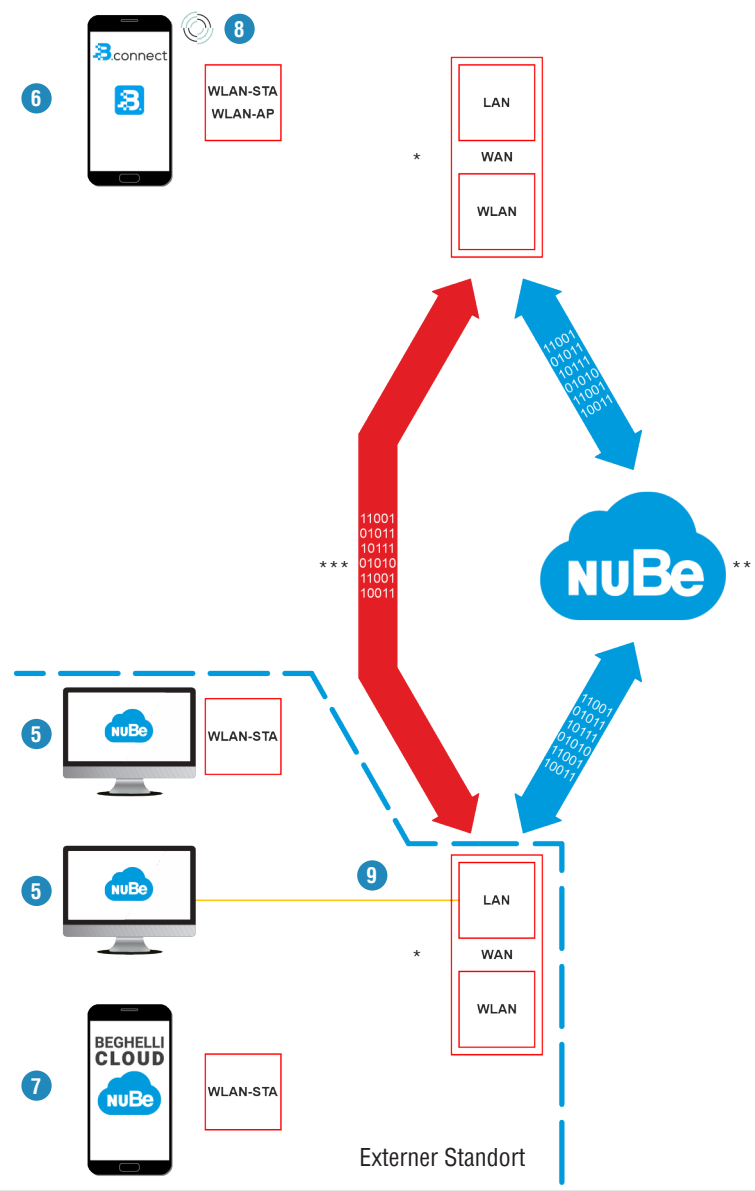 8
B.connect
B.
6
WLAN-STA
WLAN-AP
LAN
*
WAN
WLAN
11001
01011
10111
01010
11001
10011
11001
01011
10111
01010
11001
10011
***
NUBe
**
11001
01011
10111
01010
11001
10011
5
NUBe
WLAN-STA
5
NUBe
9
LAN
*
WAN
WLAN
7
BEGHELLI
CLOUD
NUBe
WLAN-STA
Externer Standort